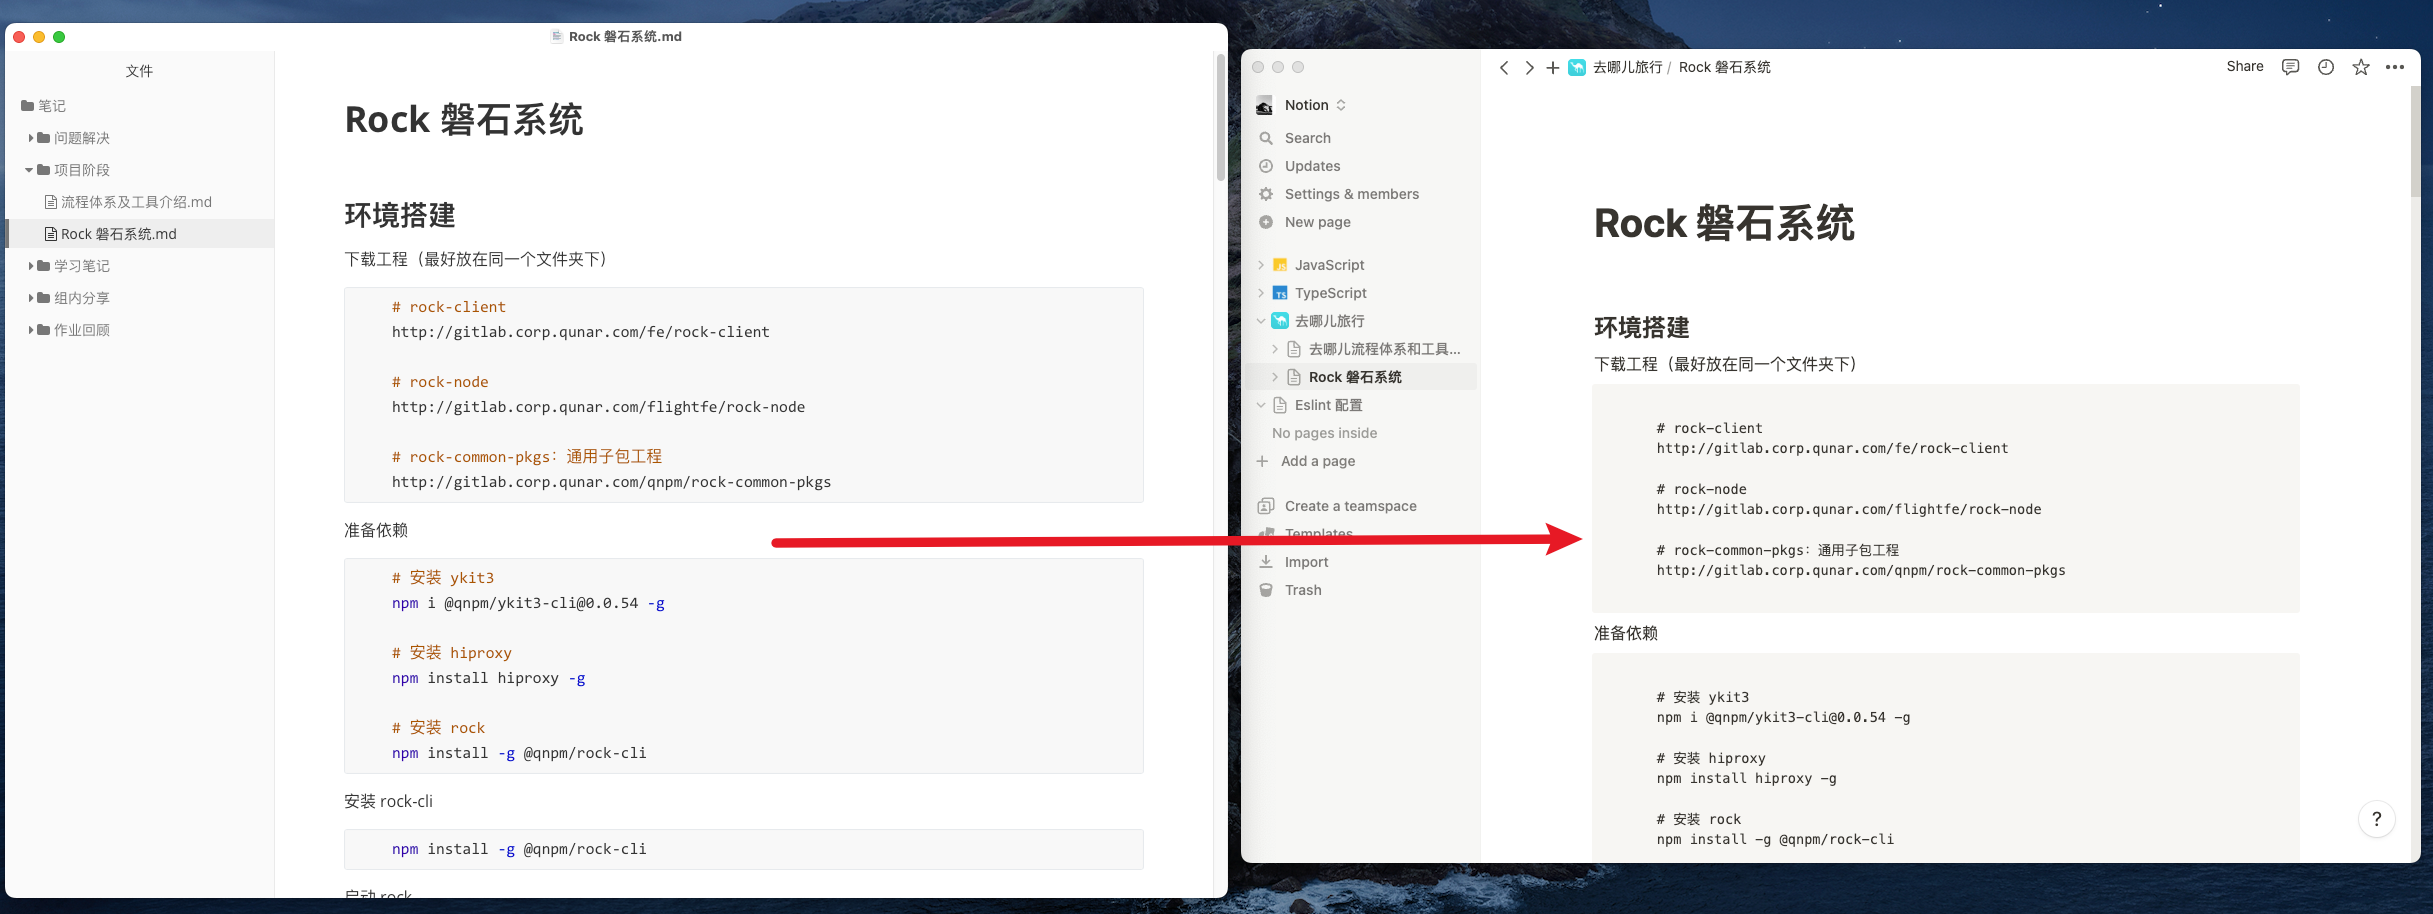 Rock 磐石系统.md
文件
笔记
问题解决
项目阶段
流程体系及工具介绍.md
Rock 磐石系统.md
学习笔记
组内分享
作业回顾
Rock 磐石系统
环境搭建
下载工程（最好放在同一个文件夹下）
# rock-client
http://gitlab.corp.qunar.com/fe/rock-client
# rock-node
http://gitlab.corp.qunar.com/flightfe/rock-node
# rock-common-pkgs：通用子包工程
http://gitlab.corp.qunar.com/qnpm/rock-common-pkgs
准备依赖
# 安装 ykit3
npm i @qnpm/ykit3-cli@0.0.54 -g
# 安装 hiproxy
npm install hiproxy -g
# 安装 rock
npm install -g @qnpm/rock-cli
安装 rock-cli
npm install -g @qnpm/rock-cli
启动 rock
去哪儿旅行 / Rock 磐石系统
Share
Notion
Search
Updates
Settings & members
New page
JS JavaScript
TS TypeScript
去哪儿旅行
去哪儿流程体系和工具...
Rock 磐石系统
Eslint 配置
No pages inside
Add a page
Create a teamspace
Templates
Import
Trash
Rock 磐石系统
环境搭建
下载工程（最好放在同一个文件夹下）
# rock-client
http://gitlab.corp.qunar.com/fe/rock-client
# rock-node
http://gitlab.corp.qunar.com/flightfe/rock-node
# rock-common-pkgs：通用子包工程
http://gitlab.corp.qunar.com/qnpm/rock-common-pkgs
准备依赖
# 安装 ykit3
npm i @qnpm/ykit3-cli@0.0.54 -g
# 安装 hiproxy
npm install hiproxy -g
# 安装 rock
npm install -g @qnpm/rock-cli
?